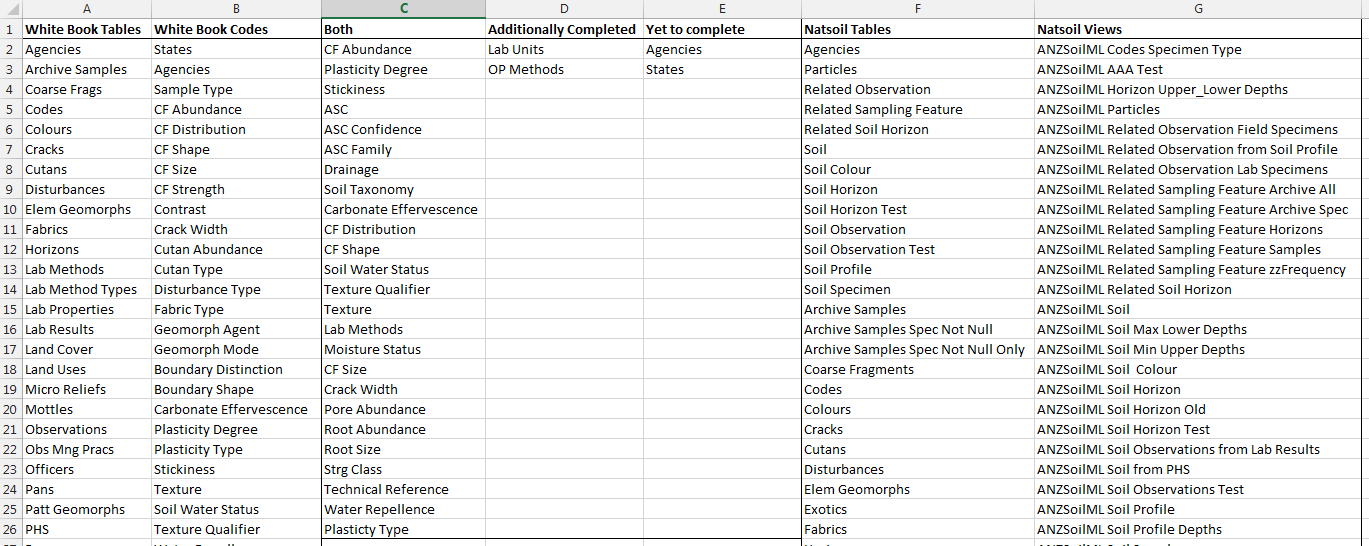 A B C D E F G
1 White Book Tables White Book Codes Both Additionally Completed Yet to complete Natsoil Tables Natsoil Views
2 Agencies States CF Abundance Lab Units Agencies Agencies ANZSoilML Codes Specimen Type
3 Archive Samples Agencies Plasticity Degree OP Methods States Particles ANZSoilML AAA Test
4 Coarse Frags Sample Type Stickiness Related Observation ANZSoilML Horizon Upper_Lower Depths
5 Codes CF Abundance ASC Related Sampling Feature ANZSoilML Particles
6 Colours CF Distribution ASC Confidence Related Soil Horizon ANZSoilML Related Observation Field Specimens
7 Cracks CF Shape ASC Family Soil ANZSoilML Related Observation from Soil Profile
8 Cutans CF Size Drainage Soil Colour ANZSoilML Related Observation Lab Specimens
9 Disturbances CF Strength Soil Taxonomy Soil Horizon ANZSoilML Related Sampling Feature Archive All
10 Elem Geomorphs Contrast Carbonate Effervescence Soil Horizon Test ANZSoilML Related Sampling Feature Archive Spec
11 Fabrics Crack Width CF Distribution Soil Observation ANZSoilML Related Sampling Feature Horizons
12 Horizons Cutan Abundance CF Shape Soil Observation Test ANZSoilML Related Sampling Feature Samples
13 Lab Methods Cutan Type Soil Water Status Soil Profile ANZSoilML Related Sampling Feature zzFrequency
14 Lab Method Types Disturbance Type Texture Qualifier Soil Specimen ANZSoilML Related Soil Horizon
15 Lab Properties Fabric Type Texture Archive Samples ANZSoilML Soil
16 Lab Results Geomorph Agent Lab Methods Archive Samples Spec Not Null ANZSoilML Soil Max Lower Depths
17 Land Cover Geomorph Mode Moisture Status Archive Samples Spec Not Null Only ANZSoilML Soil Min Upper Depths
18 Land Uses Boundary Distinction CF Size Coarse Fragments ANZSoilML Soil Colour
19 Micro Reliefs Boundary Shape Crack Width Codes ANZSoilML Soil Horizon
20 Mottles Carbonate Effervescence Pore Abundance Colours ANZSoilML Soil Horizon Old
21 Observations Plasticity Degree Root Abundance Cracks ANZSoilML Soil Horizon Test
22 Obs Mng Pracs Plasticity Type Root Size Cutans ANZSoilML Soil Observations from Lab Results
23 Officers Stickiness Strg Class Disturbances ANZSoilML Soil from PHS
24 Pans Texture Technical Reference Elem Geomorphs ANZSoilML Soil Observations Test
25 Patt Geomorphs Soil Water Status Water Repellence Exotics ANZSoilML Soil Profile
26 PHS Texture Qualifier Plasticty Type Fabrics ANZSoilML Soil Profile Depths